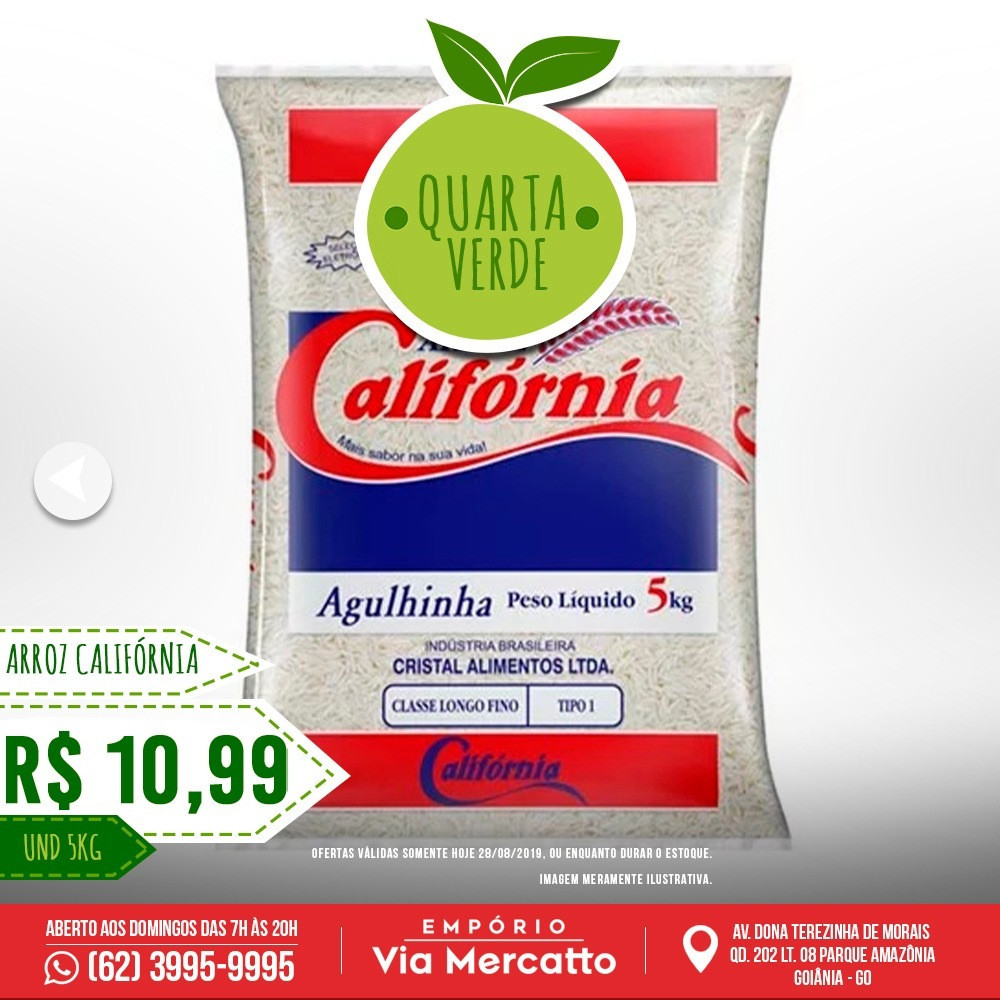 QUARTA
VERDE
Califórnia
Mais sabor na sua vida!
Agulhinha Peso Líquido 5kg
INDÚSTRIA BRASILEIRA
CRISTAL ALIMENTOS LTDA.
CLASSE LONGO FINO TIPO 1
Califórnia
ARROZ CALIFÓRNIA
R$ 10,99
UND 5KG
OFERTAS VÁLIDAS SOMENTE HOJE 28/08/2019, OU ENQUANTO DURAR O ESTOQUE.
IMAGEM MERAMENTE ILUSTRATIVA.
ABERTO AOS DOMINGOS DAS 7H ÀS 20H
(62) 3995-9995
EMPÓRIO
Via Mercatto
AV. DONA TEREZINHA DE MORAIS
QD. 202 LT. 08 PARQUE AMAZÔNIA
GOIÂNIA - GO